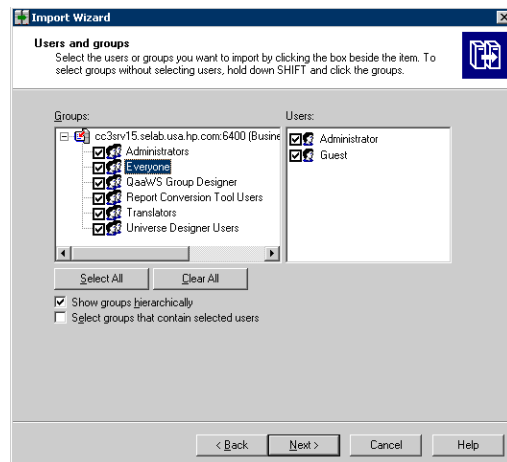 Import Wizard
Users and groups
Select the users or groups you want to import by clicking the box beside the item. To
select groups without selecting users, hold down SHIFT and click the groups.
Groups:
Users:
cc3srv15.selab.usa.hp.com:6400 (Busine
Administrators
Everyone
QaaWS Group Designer
Report Conversion Tool Users
Translators
Universe Designer Users
Administrator
Guest
Select All
Clear All
Show groups hierarchically
Select groups that contain selected users
< Back
Next >
Cancel
Help